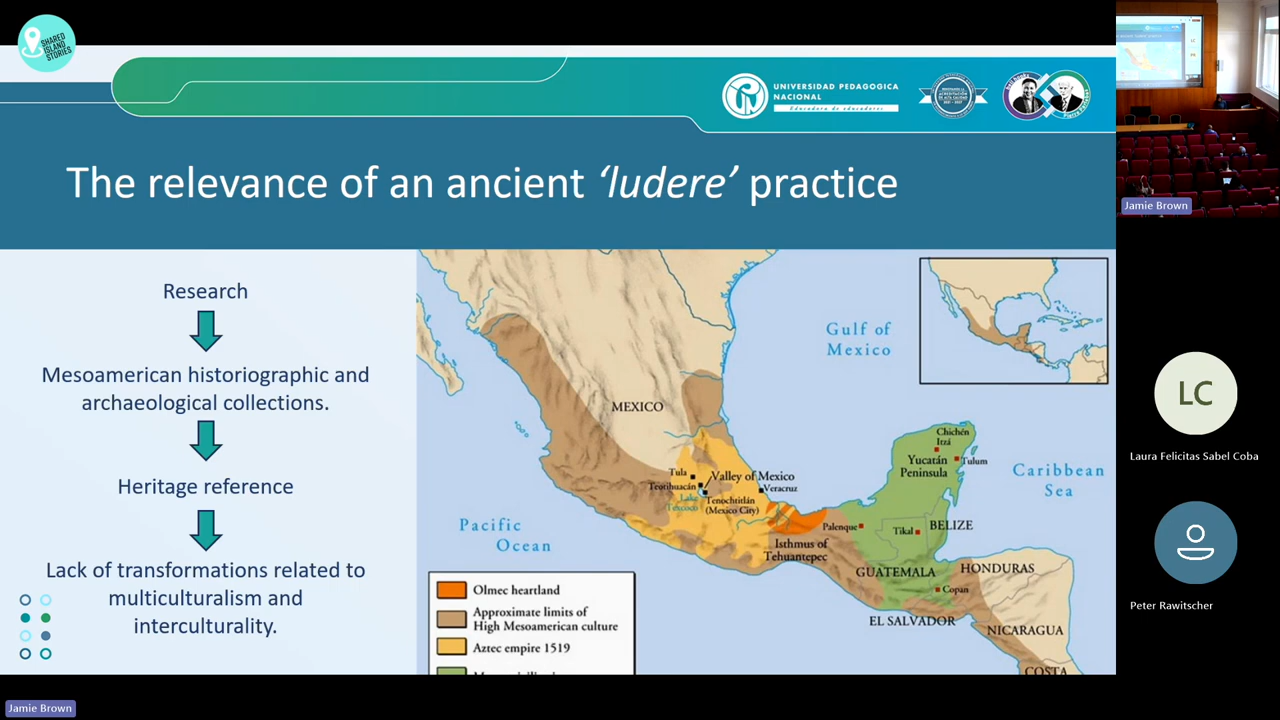 SHARED
ISLAND
STORIES
UNIVERSIDAD PEDAGOGICA
NACIONAL
Educadora de educadores
The relevance of an ancient ‘ludere’ practice
Research
Mesoamerican historiographic and
archaeological collections.
Heritage reference
Lack of transformations related to
multiculturalism and
interculturality.
Gulf of
Mexico
MEXICO
Chichén
Itzá
Yucatán
Peninsula
Tulum
Caribbean
Sea
Tula
Valley of Mexico
Teotihuacán
Veracruz
Lake
Texcoco
Tenochtitlán
(Mexico City)
Pacific
Ocean
Palenque
Tikal
BELIZE
Isthmus of
Tehuantepec
GUATEMALA
HONDURAS
Copan
EL SALVADOR
NICARAGUA
COSTA
Olmec heartland
Approximate limits of
High Mesoamerican culture
Aztec empire 1519
Jamie Brown
LC
Laura Felicitas Sabel Coba
Peter Rawitscher
Jamie Brown